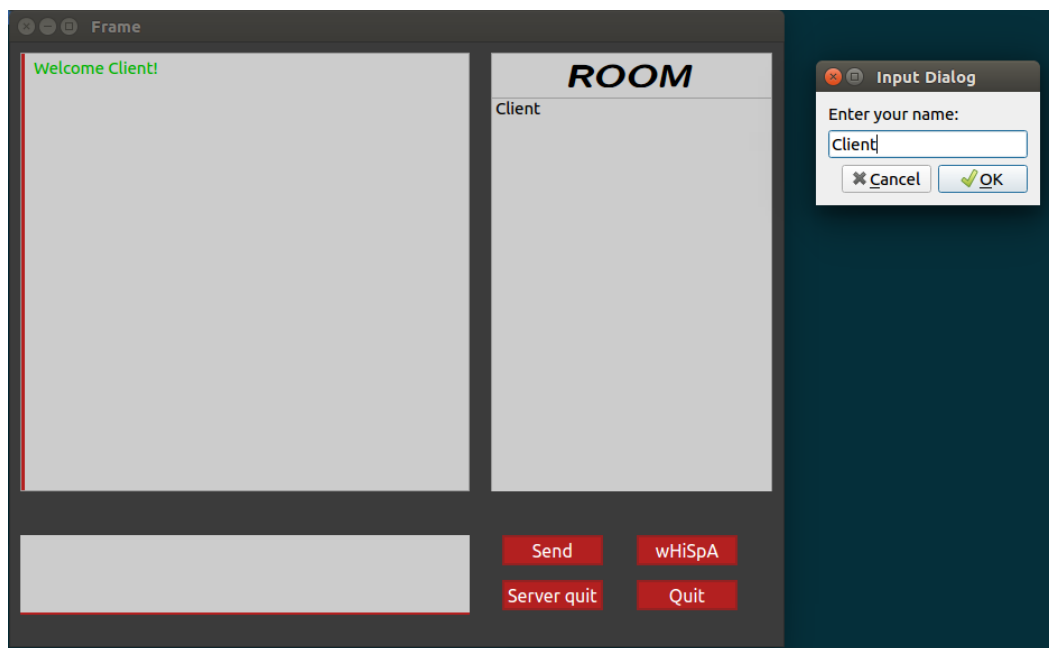 Frame
Welcome Client!
ROOM
Client
Send
wHiSpA
Server quit
Quit
Input Dialog
Enter your name:
Client
Cancel
OK